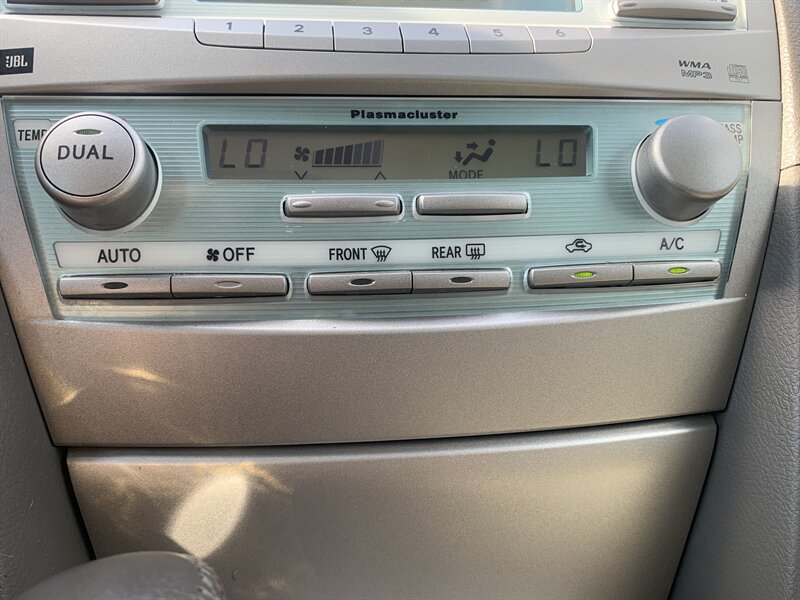 1 2 3 4 5 6
JBL
WMA
MP3
Plasmacluster
TEMP
DUAL
LO
MODE
LO
AUTO
OFF
FRONT
REAR
A/C